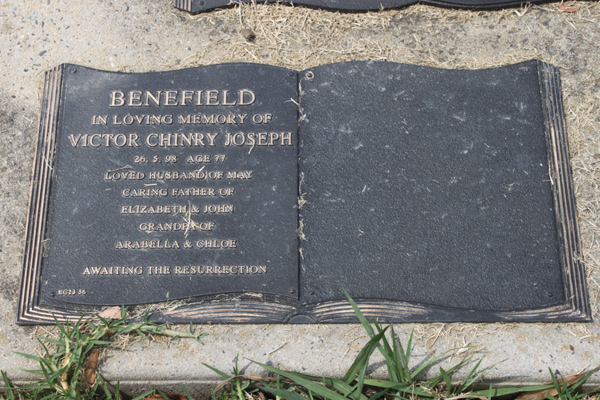 BENEFIELD
IN LOVING MEMORY OF
VICTOR CHINRY JOSEPH
26. 5. 98 AGE 77
LOVED HUSBAND OF MAY
CARING FATHER OF
ELIZABETH & JOHN
GRANDPA OF
ARABELLA & CHLOE
AWAITING THE RESURRECTION